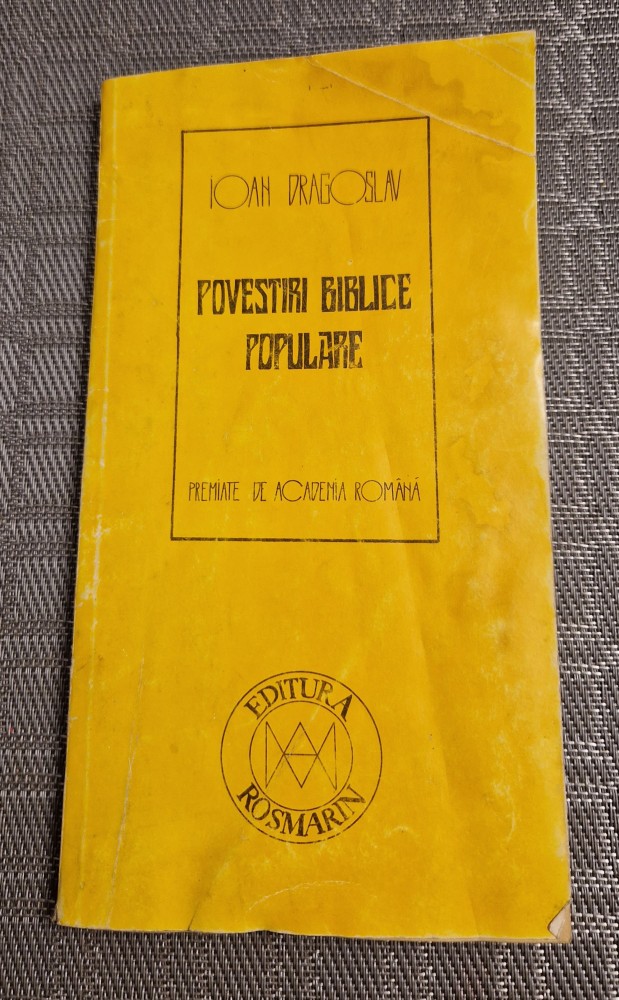 IOAN DRAGOSLAV
POVESTIRI BIBLICE
POPULARE
PREMIATE DE ACADEMIA ROMÂNĂ
EDITURA
ROSMARIN